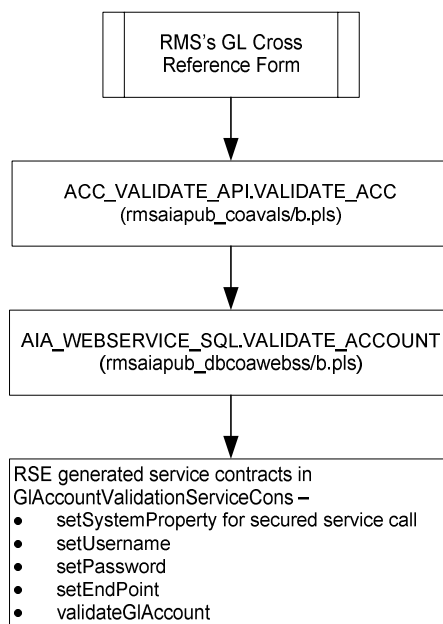 RMS's GL Cross
Reference Form
ACC_VALIDATE_API.VALIDATE_ACC
(rmsaiapub_coavals/b.pls)
AIA_WEBSERVICE_SQL.VALIDATE_ACCOUNT
(rmsaiapub_dbcoawebss/b.pls)
RSE generated service contracts in
GlAccountValidationServiceCons –
• setSystemProperty for secured service call
• setUsername
• setPassword
• setEndPoint
• validateGlAccount